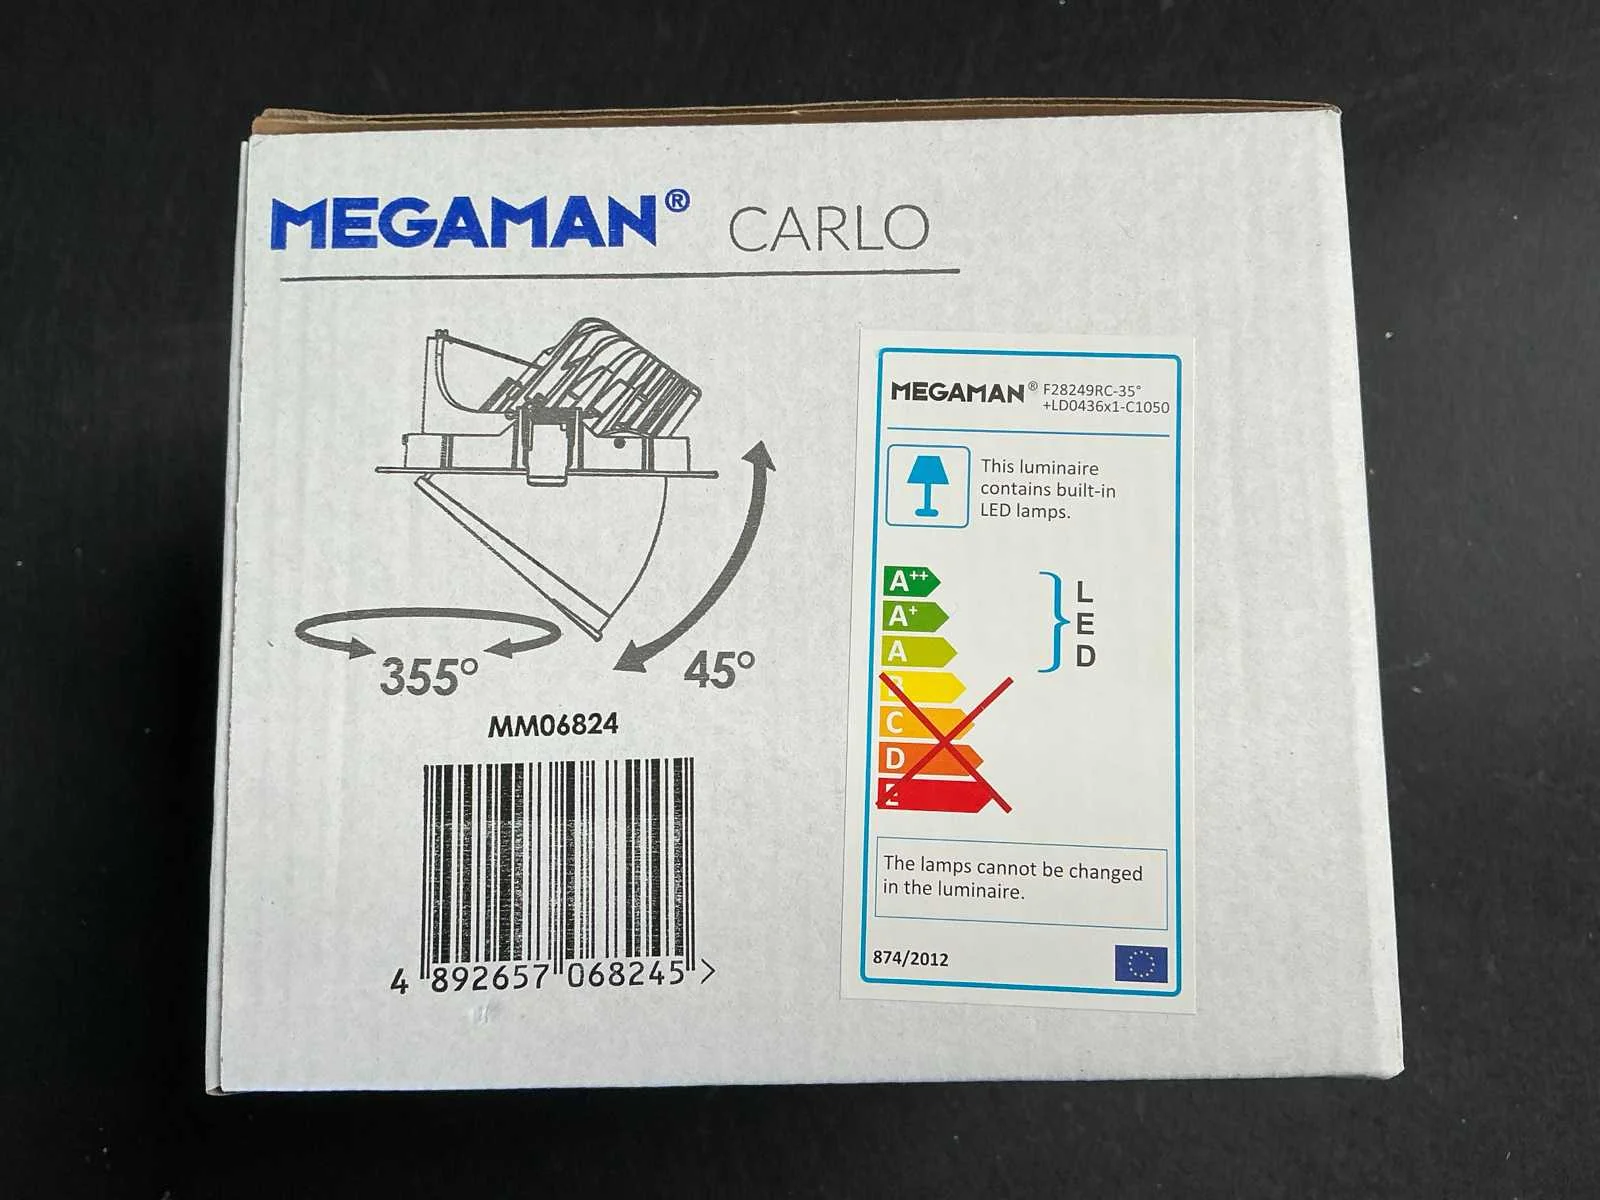 MEGAMAN® CARLO
355°
45°
MM06824
4 892657 068245 >
MEGAMAN® F28249RC-35°
+LD0436x1-C1050
This luminaire
contains built-in
LED lamps.
A++
A+
A
B
C
D
E
L
E
D
The lamps cannot be changed
in the luminaire.
874/2012